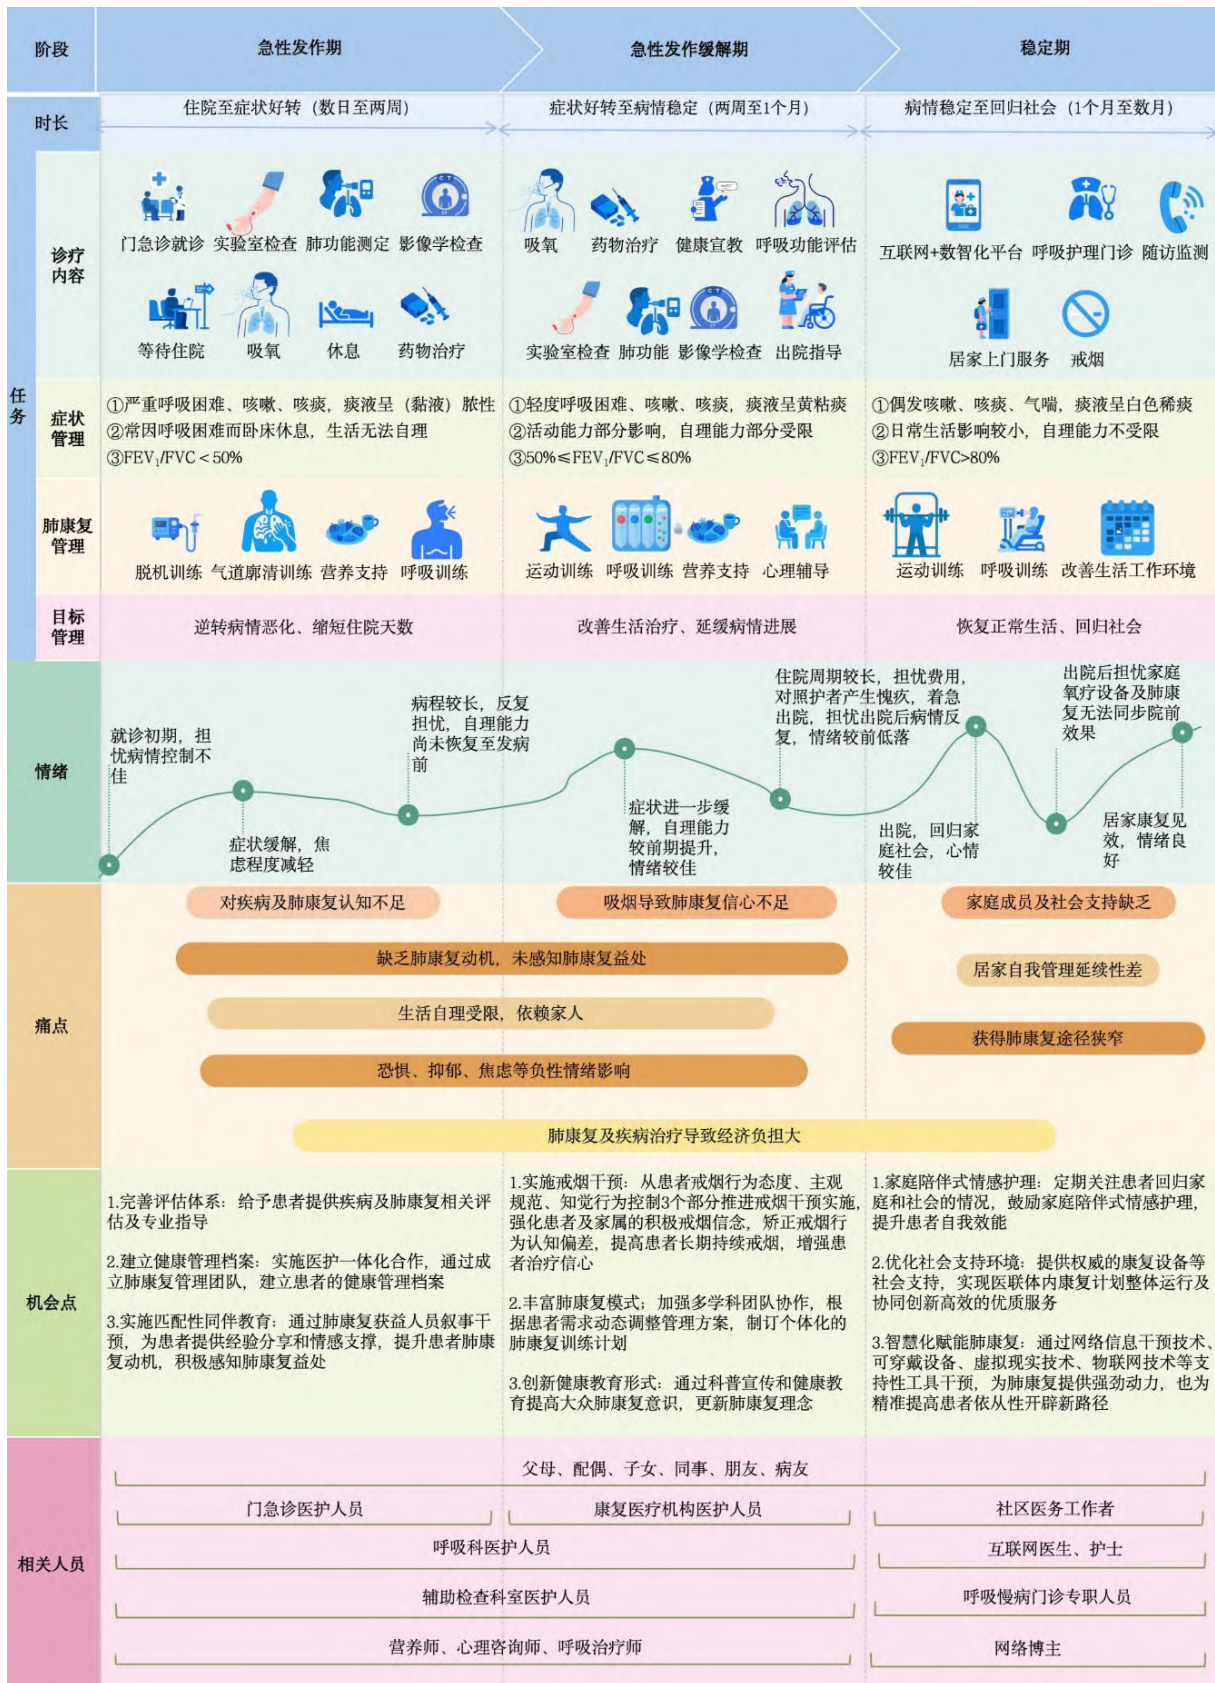 阶段
急性发作期
急性发作缓解期
稳定期
时长
住院至症状好转（数日至两周）
症状好转至病情稳定（两周至1个月）
病情稳定至回归社会（1个月至数月）
任务
诊疗
内容
门急诊就诊 实验室检查 肺功能测定 影像学检查
等待住院 吸氧 休息 药物治疗
吸氧 药物治疗 健康宣教 呼吸功能评估
实验室检查 肺功能 影像学检查 出院指导
互联网+数智化平台 呼吸护理门诊 随访监测
居家上门服务 戒烟
症状
管理
①严重呼吸困难、咳嗽、咳痰，痰液呈（黏液）脓性
②常因呼吸困难而卧床休息，生活无法自理
③FEV₁/FVC＜50%
①轻度呼吸困难、咳嗽、咳痰，痰液呈黄粘痰
②活动能力部分影响，自理能力部分受限
③50%≤FEV₁/FVC≤80%
①偶发咳嗽、咳痰、气喘，痰液呈白色稀痰
②日常生活影响较小，自理能力不受限
③FEV₁/FVC>80%
肺康复
管理
脱机训练 气道廓清训练 营养支持 呼吸训练
运动训练 呼吸训练 营养支持 心理辅导
运动训练 呼吸训练 改善生活工作环境
目标
管理
逆转病情恶化、缩短住院天数
改善生活治疗、延缓病情进展
恢复正常生活、回归社会
情绪
就诊初期，担
忧病情控制不
佳
症状缓解，焦
虑程度减轻
病程较长，反复
担忧，自理能力
尚未恢复至发病
前
症状进一步缓
解，自理能力
较前期提升，
情绪较佳
住院周期较长，担忧费用，
对照护者产生愧疚，着急
出院，担忧出院后病情反
复，情绪较前低落
出院，回归家
庭社会，心情
较佳
出院后担忧家庭
氧疗设备及肺康
复无法同步院前
效果
居家康复见
效，情绪良
好
痛点
对疾病及肺康复认知不足
吸烟导致肺康复信心不足
家庭成员及社会支持缺乏
缺乏肺康复动机，未感知肺康复益处
居家自我管理延续性差
生活自理受限，依赖家人
获得肺康复途径狭窄
恐惧、抑郁、焦虑等负性情绪影响
肺康复及疾病治疗导致经济负担大
机会点
1.完善评估体系：给予患者提供疾病及肺康复相关评
估及专业指导
2.建立健康管理档案：实施医护一体化合作，通过成
立肺康复管理团队，建立患者的健康管理档案
3.实施匹配性同伴教育：通过肺康复获益人员叙事干
预，为患者提供经验分享和情感支撑，提升患者肺康
复动机，积极感知肺康复益处
1.实施戒烟干预：从患者戒烟行为态度、主观
规范、知觉行为控制3个部分推进戒烟干预实施，
强化患者及家属的积极戒烟信念，矫正戒烟行
为认知偏差，提高患者长期持续戒烟，增强患
者治疗信心
2.丰富肺康复模式；加强多学科团队协作，根
据患者需求动态调整管理方案，制订个体化的
肺康复训练计划
3.创新健康教育形式：通过科普宣传和健康教
育提高大众肺康复意识，更新肺康复理念
1.家庭陪伴式情感护理：定期关注患者回归家
庭和社会的情况，鼓励家庭陪伴式情感护理，
提升患者自我效能
2.优化社会支持环境：提供权威的康复设备等
社会支持，实现医联体内康复计划整体运行及
协同创新高效的优质服务
3.智慧化赋能肺康复：通过网络信息干预技术、
可穿戴设备、虚拟现实技术、物联网技术等支
持性工具干预，为肺康复提供强劲动力，也为
精准提高患者依从性开辟新路径
相关人员
父母、配偶、子女、同事、朋友、病友
门急诊医护人员
康复医疗机构医护人员
社区医务工作者
呼吸科医护人员
互联网医生、护士
辅助检查科室医护人员
呼吸慢病门诊专职人员
营养师、心理咨询师、呼吸治疗师
网络博主